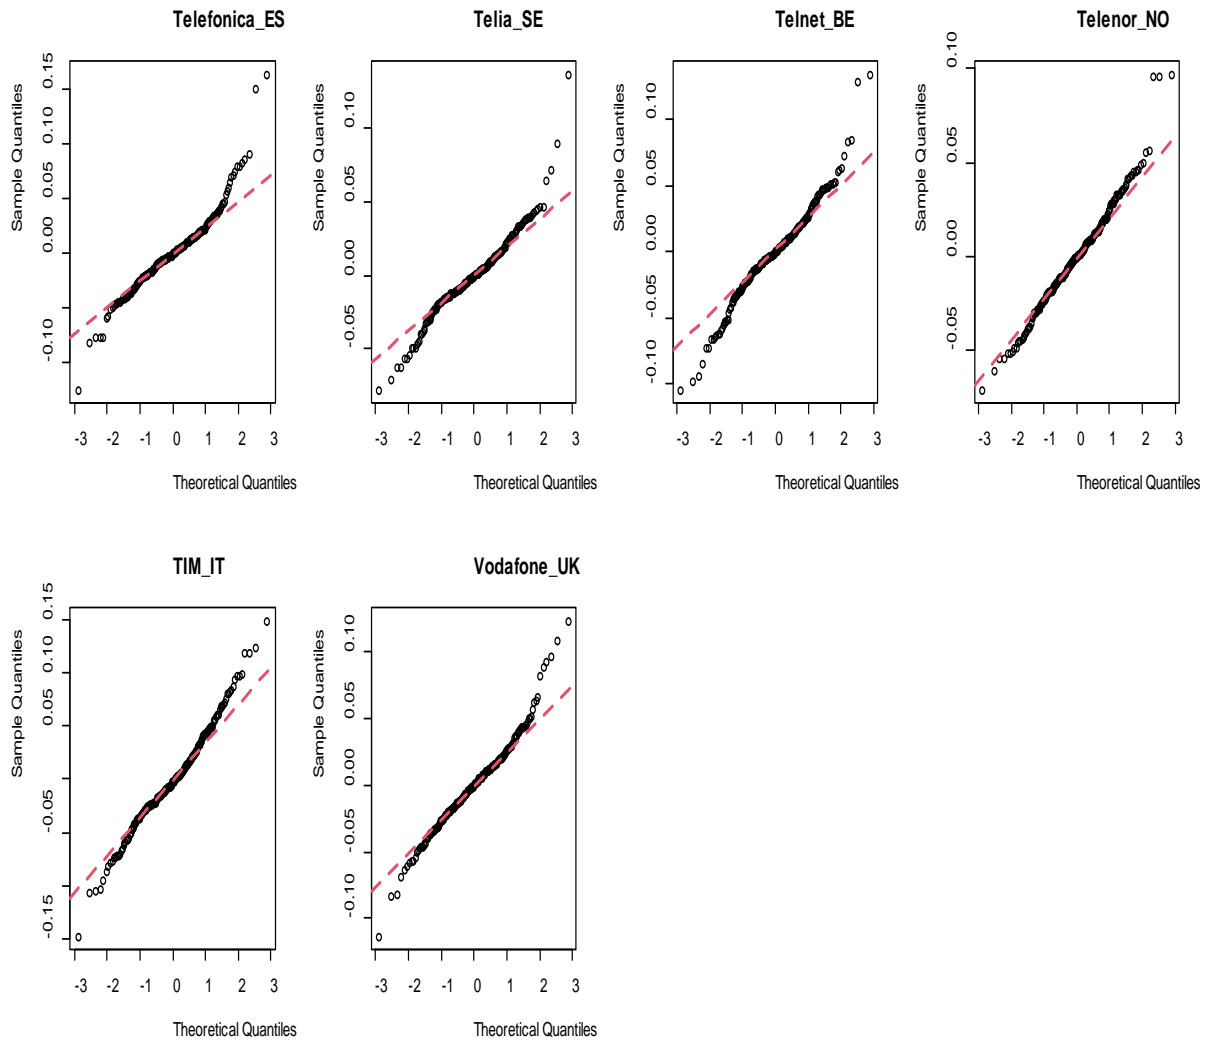 Telefonica_ES
Telia_SE
Telnet_BE
Telenor_NO
Sample Quantiles
-0.10 0.00 0.05 0.10 0.15
-3 -2 -1 0 1 2 3
Theoretical Quantiles
Sample Quantiles
-0.05 0.00 0.05 0.10
-3 -2 -1 0 1 2 3
Theoretical Quantiles
Sample Quantiles
-0.10 -0.05 0.00 0.05 0.10
-3 -2 -1 0 1 2 3
Theoretical Quantiles
Sample Quantiles
-0.05 0.00 0.05 0.10
-3 -2 -1 0 1 2 3
Theoretical Quantiles
TIM_IT
Vodafone_UK
Sample Quantiles
-0.15 -0.05 0.05 0.10 0.15
-3 -2 -1 0 1 2 3
Theoretical Quantiles
Sample Quantiles
-0.10 -0.05 0.00 0.05 0.10
-3 -2 -1 0 1 2 3
Theoretical Quantiles